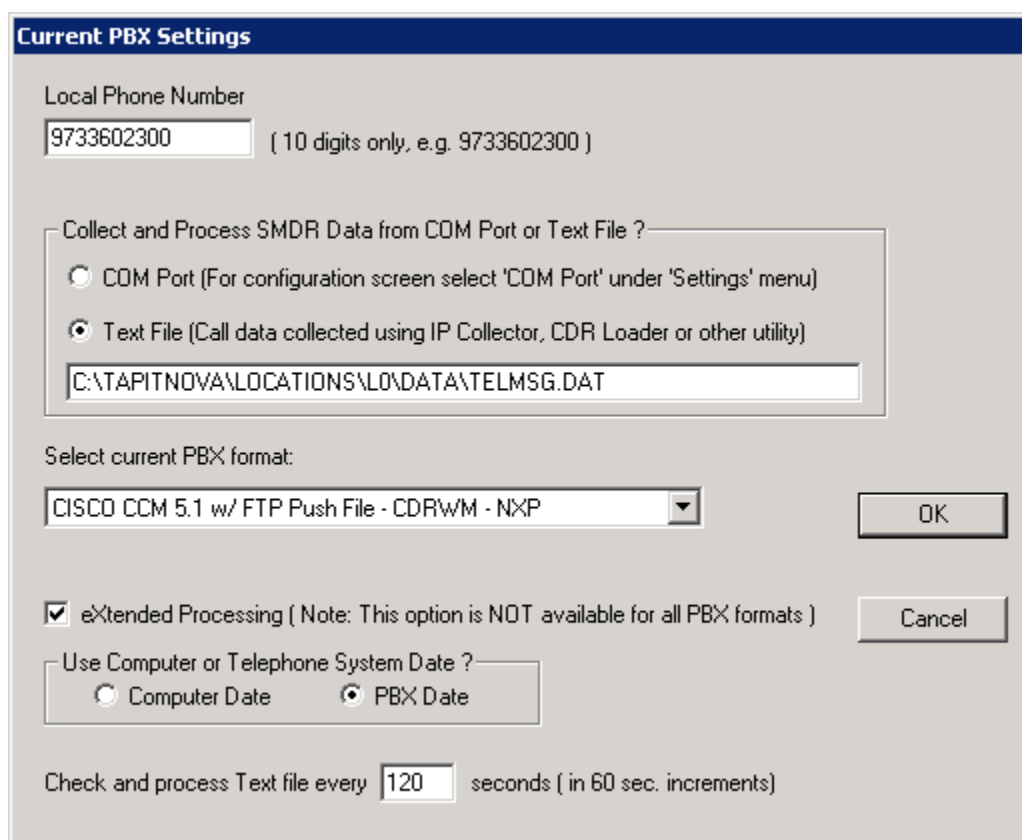 Current PBX Settings
Local Phone Number
9733602300 ( 10 digits only, e.g. 9733602300 )
Collect and Process SMDR Data from COM Port or Text File ?
COM Port (For configuration screen select 'COM Port' under 'Settings' menu)
Text File (Call data collected using IP Collector, CDR Loader or other utility)
C:\TAPITNOVA\LOCATIONS\L0\DATA\TELMSG.DAT
Select current PBX format:
CISCO CCM 5.1 w/ FTP Push File - CDRWM - NXP
OK
eXtended Processing ( Note: This option is NOT available for all PBX formats )
Cancel
Use Computer or Telephone System Date ?
Computer Date PBX Date
Check and process Text file every 120 seconds ( in 60 sec. increments)